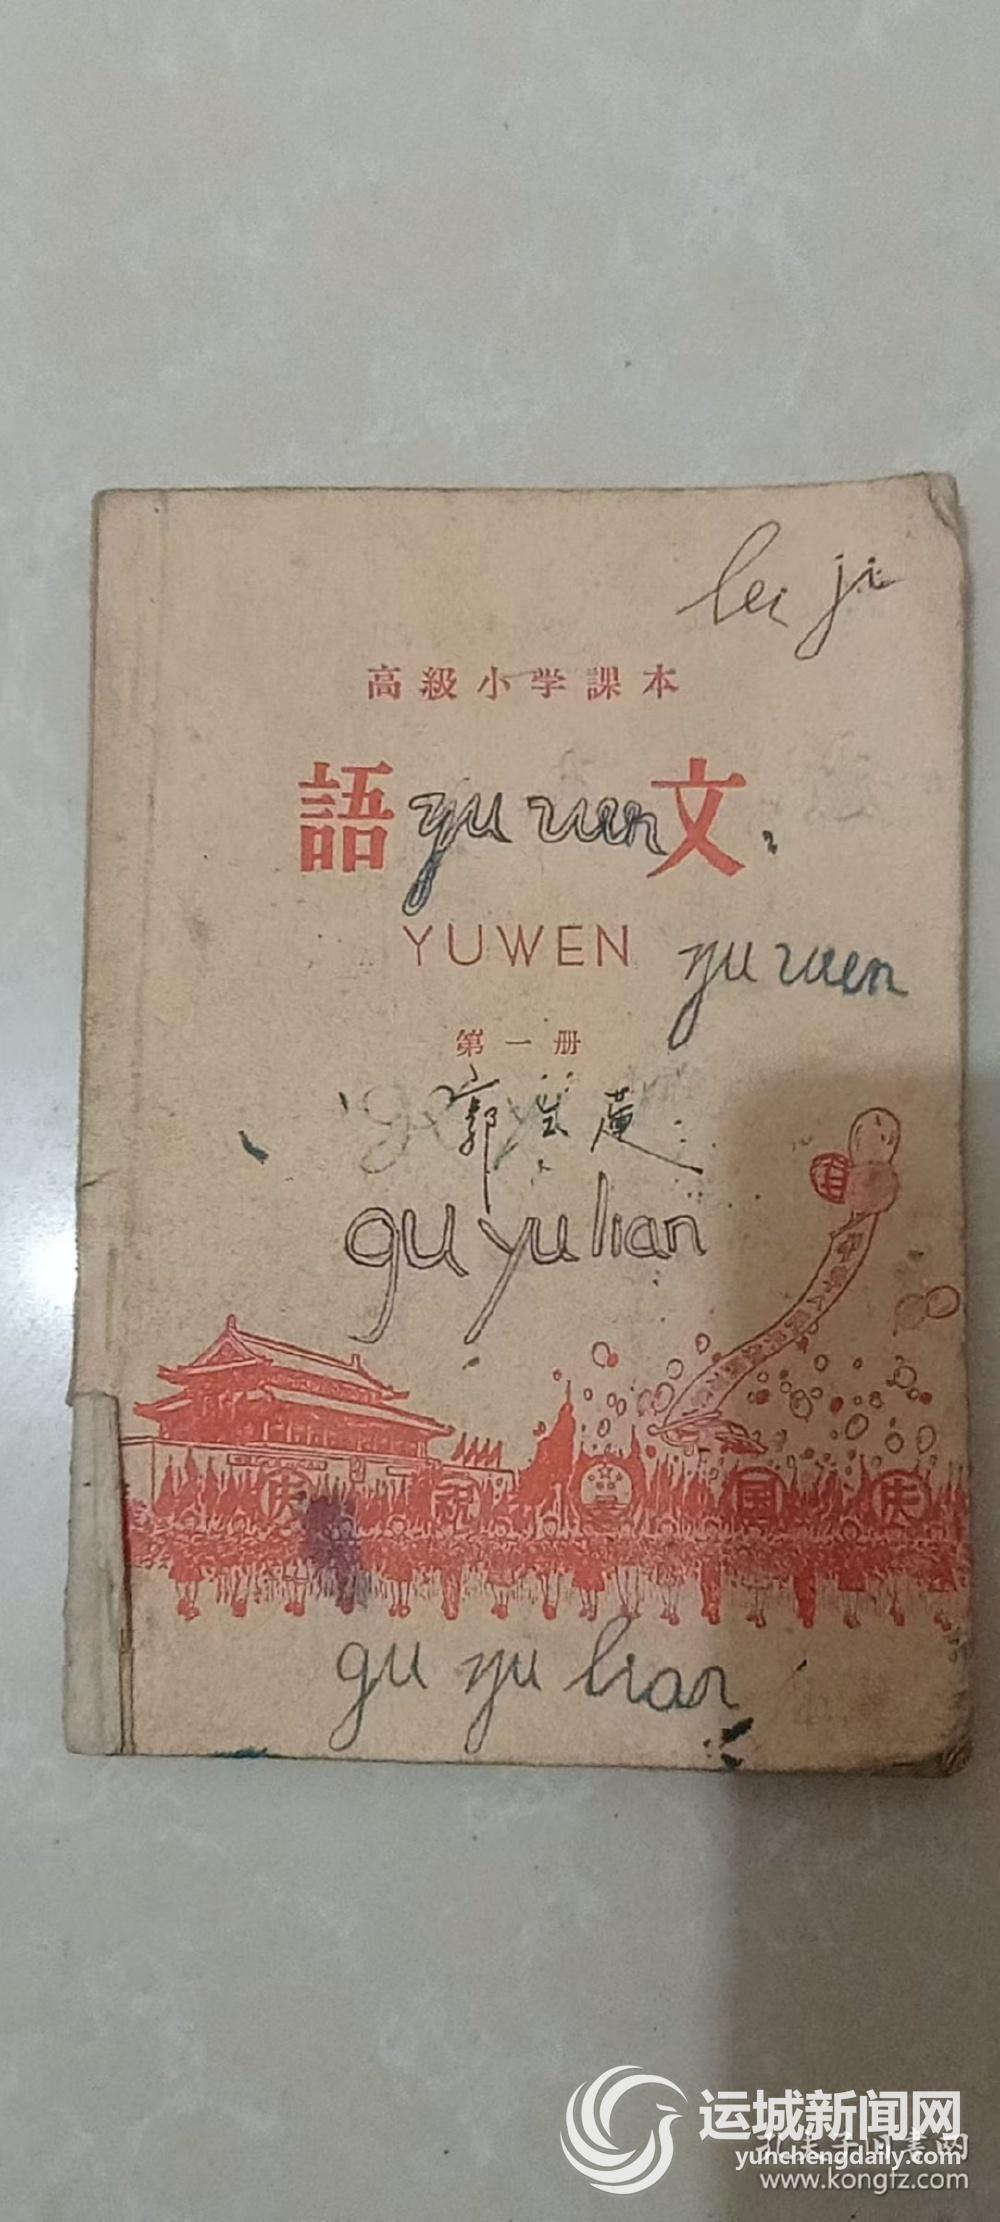 lei ji
高級小学課本
語 yu wen 文
YUWEN
yu wen
第一册
郭玉莲
gu yu lian
庆祝国庆
gu yu lian
运城新闻网
yunchengdaily.com
www.kongfz.com